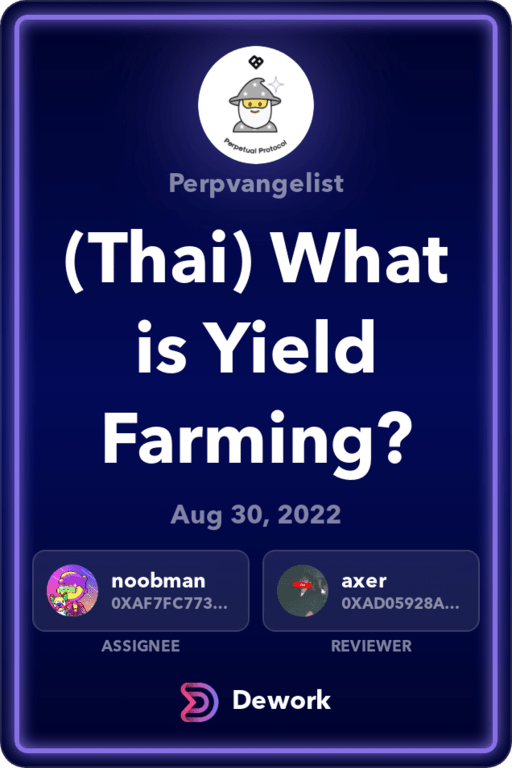 Perpetual Protocol
Perpvangelist
(Thai) What
is Yield
Farming?
Aug 30, 2022
noobman
0XAF7FC773...
axer
0XAD05928A...
ASSIGNEE
REVIEWER
Dework